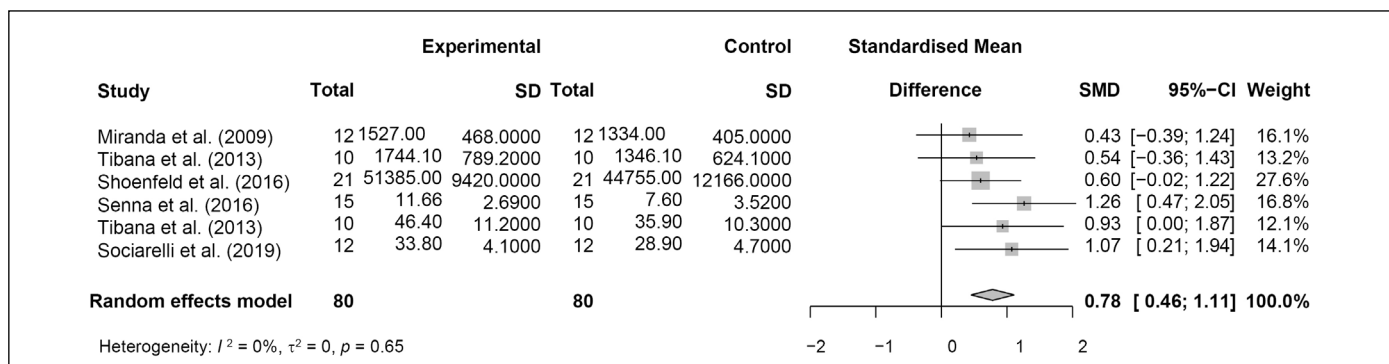 Experimental Control Standardised Mean
Study Total SD Total SD Difference SMD 95%−CI Weight
Miranda et al. (2009) 12 1527.00 468.0000 12 1334.00 405.0000 0.43 [−0.39; 1.24] 16.1%
Tibana et al. (2013) 10 1744.10 789.2000 10 1346.10 624.1000 0.54 [−0.36; 1.43] 13.2%
Shoenfeld et al. (2016) 21 51385.00 9420.0000 21 44755.00 12166.0000 0.60 [−0.02; 1.22] 27.6%
Senna et al. (2016) 15 11.66 2.6900 15 7.60 3.5200 1.26 [ 0.47; 2.05] 16.8%
Tibana et al. (2013) 10 46.40 11.2000 10 35.90 10.3000 0.93 [ 0.00; 1.87] 12.1%
Sociarelli et al. (2019) 12 33.80 4.1000 12 28.90 4.7000 1.07 [ 0.21; 1.94] 14.1%
Random effects model 80 80 0.78 [ 0.46; 1.11] 100.0%
Heterogeneity: I² = 0%, τ² = 0, p = 0.65
−2 −1 0 1 2